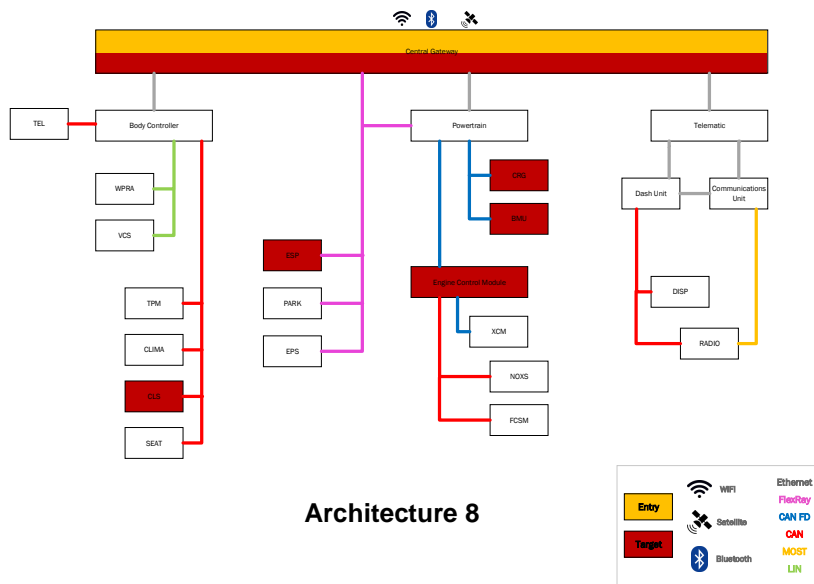 Central Gateway
TEL
Body Controller
Powertrain
Telematic
WPRA
VCS
CRG
BMU
Dash Unit
Communications
Unit
ESP
Engine Control Module
TPM
PARK
DISP
CLIMA
EPS
XCM
RADIO
CLS
NOXS
SEAT
FCSM
Architecture 8
Entry
Target
WiFi
Satellite
Bluetooth
Ethernet
FlexRay
CAN FD
CAN
MOST
LIN